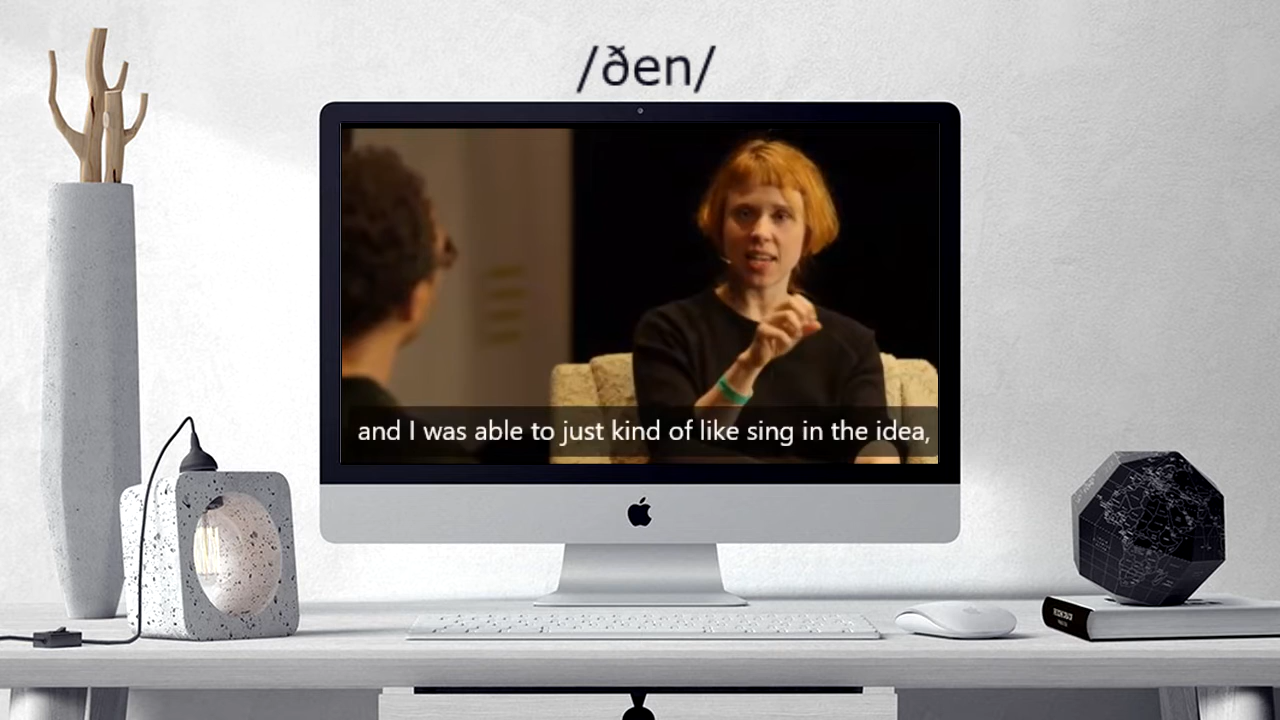 /ðen/
and I was able to just kind of like sing in the idea,